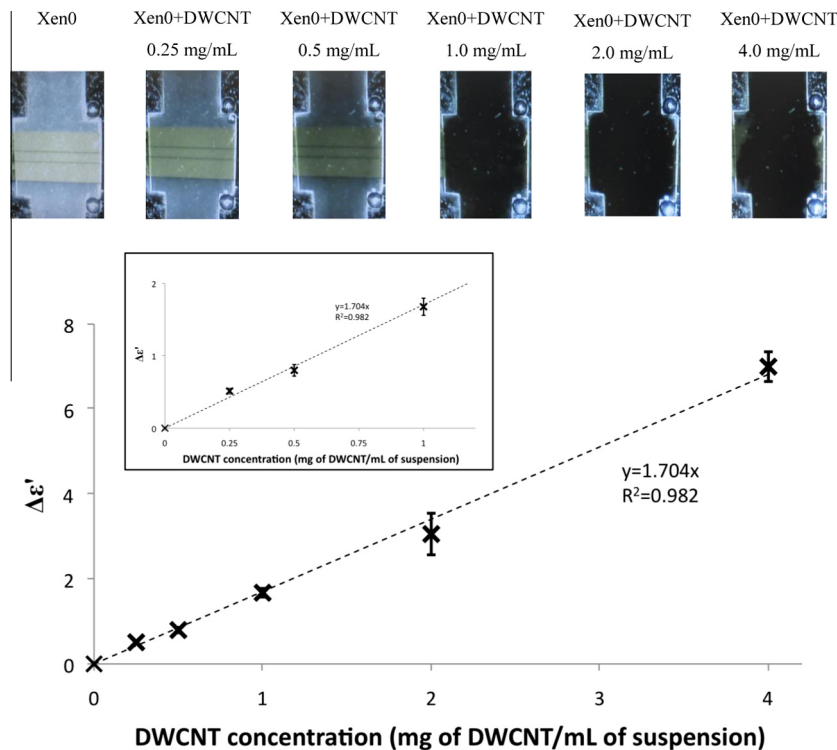 Xen0 Xen0+DWCNT Xen0+DWCNT Xen0+DWCNT Xen0+DWCNT Xen0+DWCNT
0.25 mg/mL 0.5 mg/mL 1.0 mg/mL 2.0 mg/mL 4.0 mg/mL
2
y=1.704x
R²=0.982
Δε'
1
0
0 0.25 0.5 0.75 1
DWCNT concentration (mg of DWCNT/mL of suspension)
8
6
4
2
0
Δε'
y=1.704x
R²=0.982
0 1 2 3 4
DWCNT concentration (mg of DWCNT/mL of suspension)